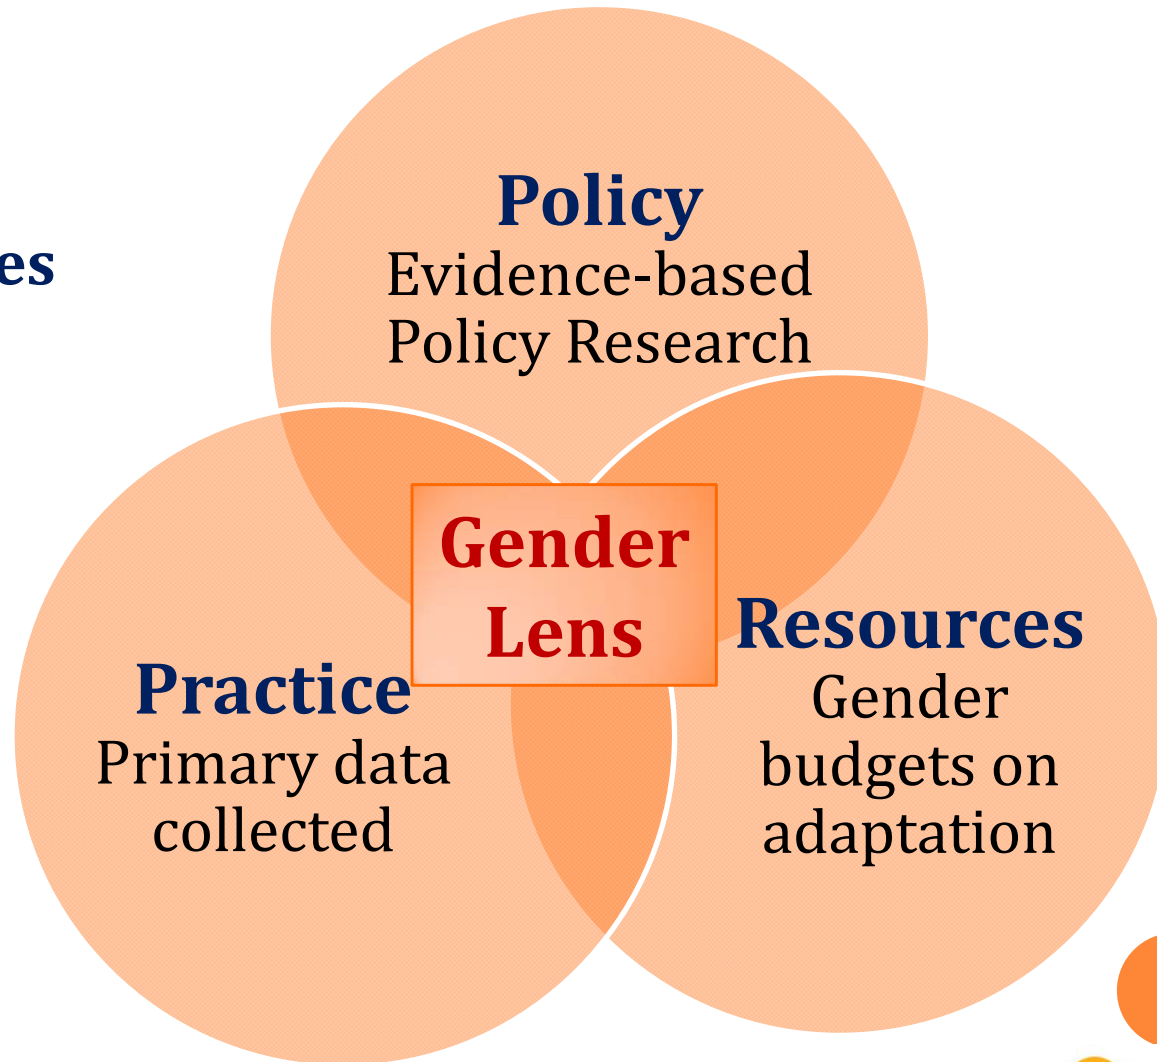 es
Policy
Evidence-based
Policy Research
Gender
Lens
Practice
Primary data
collected
Resources
Gender
budgets on
adaptation